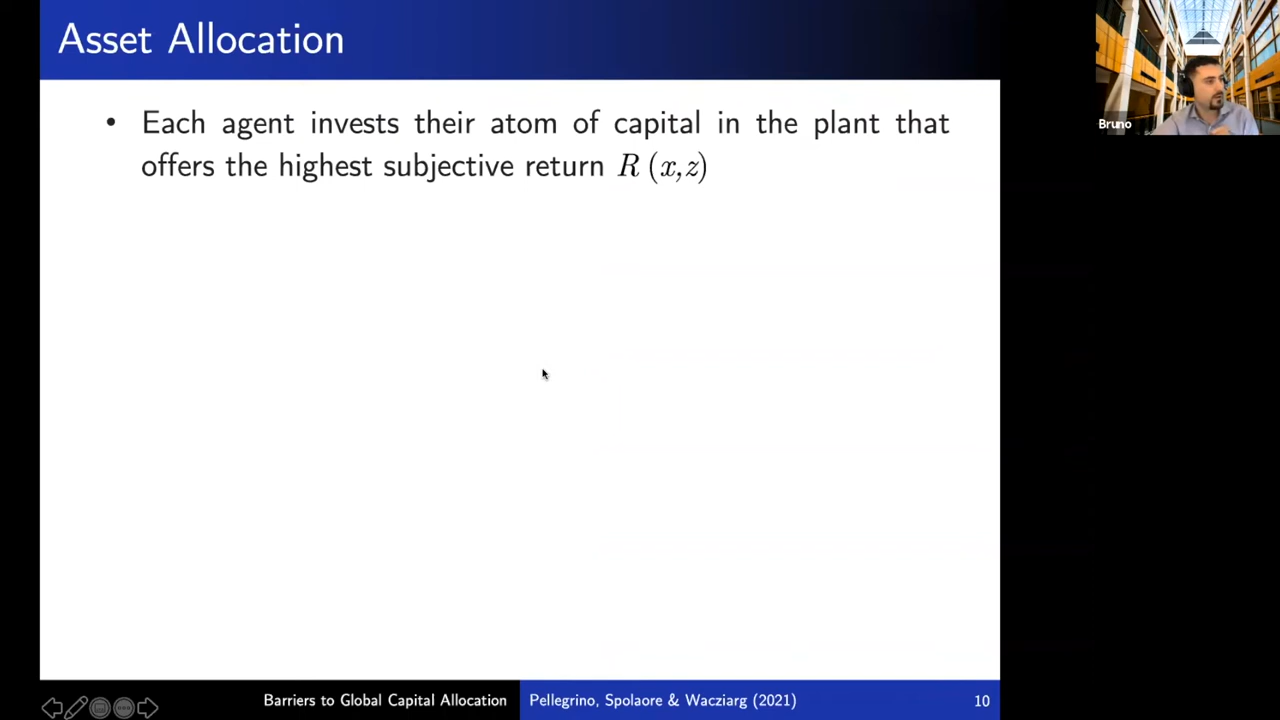 Asset Allocation
• Each agent invests their atom of capital in the plant that
offers the highest subjective return R (x,z)
Bruno
Barriers to Global Capital Allocation
Pellegrino, Spolaore & Wacziarg (2021)
10